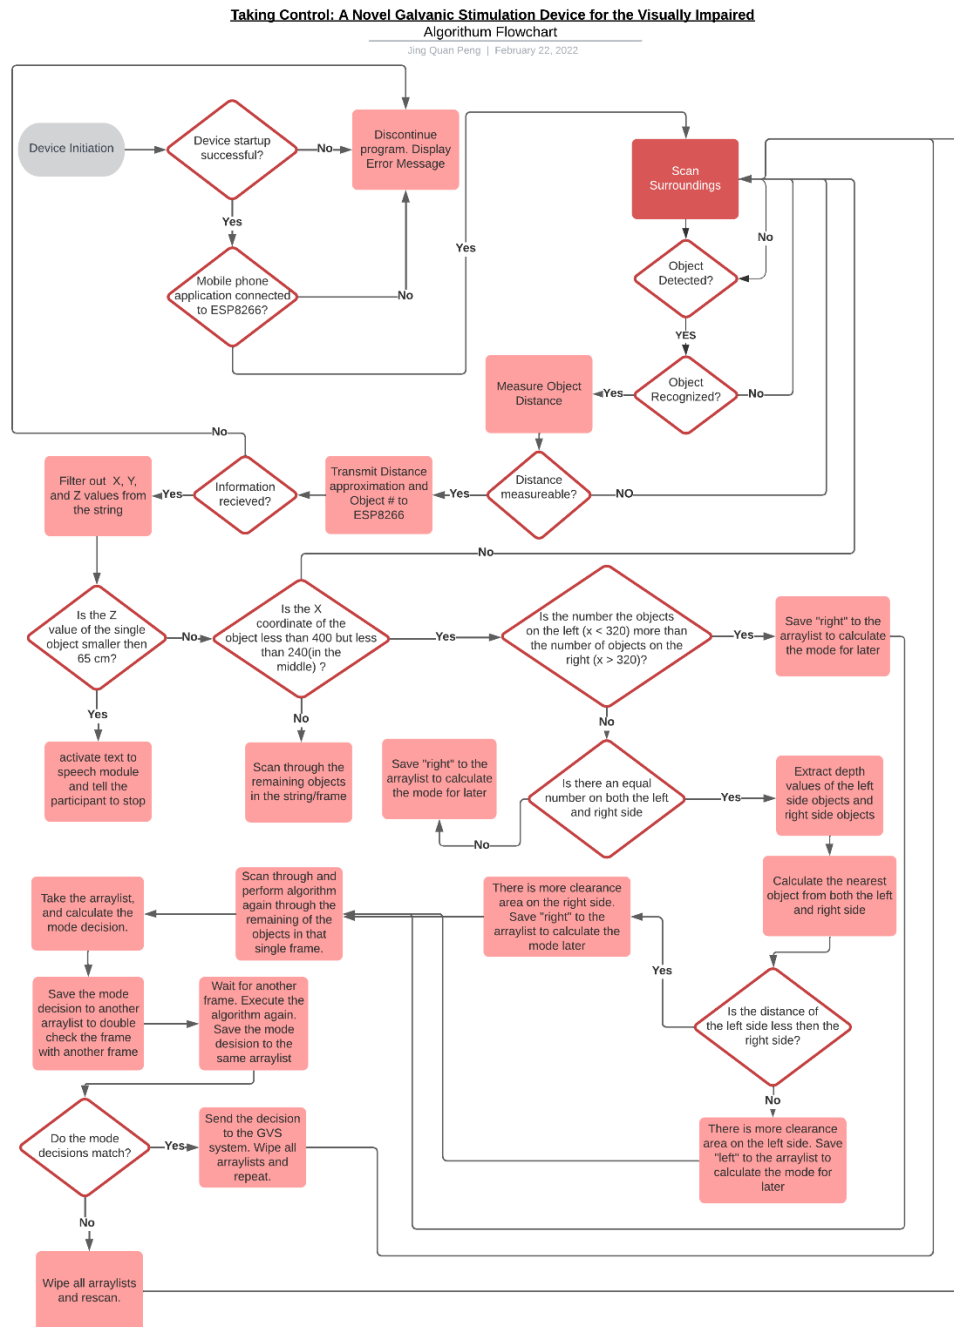 Taking Control: A Novel Galvanic Stimulation Device for the Visually Impaired
Algorithum Flowchart
Jing Quan Peng | February 22, 2022
Device Initiation
Device startup
successful?
No
Discontinue
program. Display
Error Message
Yes
Mobile phone
application connected
to ESP8266?
No
Yes
Scan
Surroundings
No
Object
Detected?
YES
Object
Recognized?
No
Yes
Measure Object
Distance
Distance
measureable?
NO
Yes
Transmit Distance
approximation and
Object # to
ESP8266
Information
recieved?
No
Yes
Filter out X, Y,
and Z values from
the string
Is the Z
value of the single
object smaller then
65 cm?
No
Yes
activate text to
speech module
and tell the
participant to stop
Is the X
coordinate of the
object less than 400 but less
than 240(in the
middle) ?
No
No
Scan through the
remaining objects
in the string/frame
Yes
Is the number the objects
on the left (x < 320) more than
the number of objects on the
right (x > 320)?
Yes
Save "right" to the
arraylist to calculate
the mode for later
No
Is there an equal
number on both the left
and right side
No
Save "right" to the
arraylist to calculate
the mode for later
Yes
Extract depth
values of the left
side objects and
right side objects
Calculate the nearest
object from both the left
and right side
Is the distance of
the left side less then the
right side?
Yes
There is more clearance
area on the right side.
Save "right" to the
arraylist to calculate the
mode later
No
There is more clearance
area on the left side. Save
"left" to the arraylist to
calculate the mode for
later
Scan through and
perform algorithm
again through the
remaining of the
objects in that
single frame.
Take the arraylist,
and calculate the
mode decision.
Save the mode
decision to another
arraylist to double
check the frame
with another frame
Wait for another
frame. Execute the
algorithm again.
Save the mode
desision to the
same arraylist
Do the mode
decisions match?
Yes
Send the decision
to the GVS
system. Wipe all
arraylists and
repeat.
No
Wipe all arraylists
and rescan.